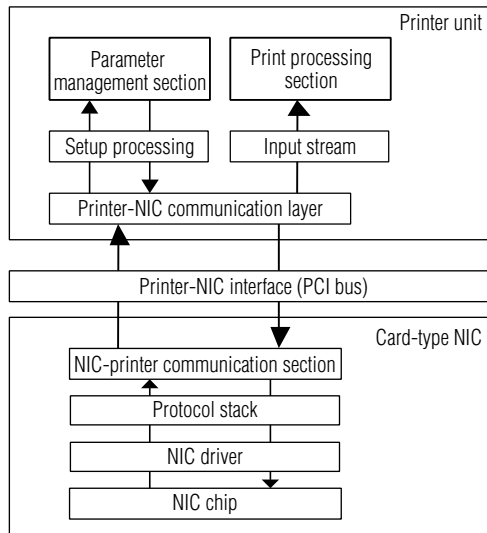 Printer unit
Parameter
management section
Print processing
section
Setup processing
Input stream
Printer-NIC communication layer
Printer-NIC interface (PCI bus)
Card-type NIC
NIC-printer communication section
Protocol stack
NIC driver
NIC chip